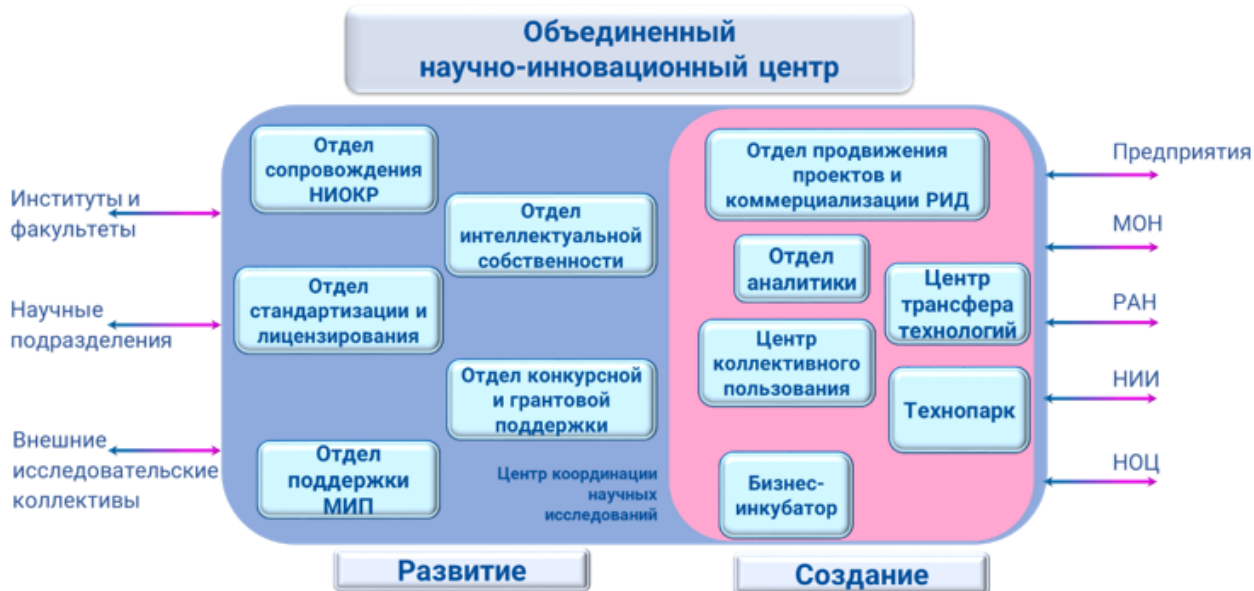 Объединенный
научно-инновационный центр
Отдел
сопровождения
НИОКР
Отдел
интеллектуальной
собственности
Отдел
стандартизации и
лицензирования
Отдел конкурсной
и грантовой
поддержки
Отдел
поддержки
МИП
Центр координации
научных
исследований
Отдел продвижения
проектов и
коммерциализации РИД
Отдел
аналитики
Центр
трансфера
технологий
Центр
коллективного
пользования
Технопарк
Бизнес-
инкубатор
Институты и
факультеты
Научные
подразделения
Внешние
исследовательские
коллективы
Предприятия
МОН
РАН
НИИ
НОЦ
Развитие
Создание